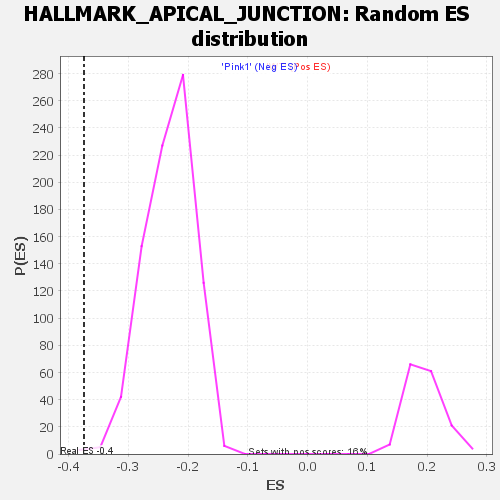 HALLMARK_APICAL_JUNCTION: Random ES
distribution
'Pink1' (Neg ES)
Pos ES)
P(ES)
280
260
240
220
200
180
160
140
120
100
80
60
40
20
0
Real ES -0.4
Sets with pos scores: 16%
-0.4 -0.3 -0.2 -0.1 0.0 0.1 0.2 0.3
ES